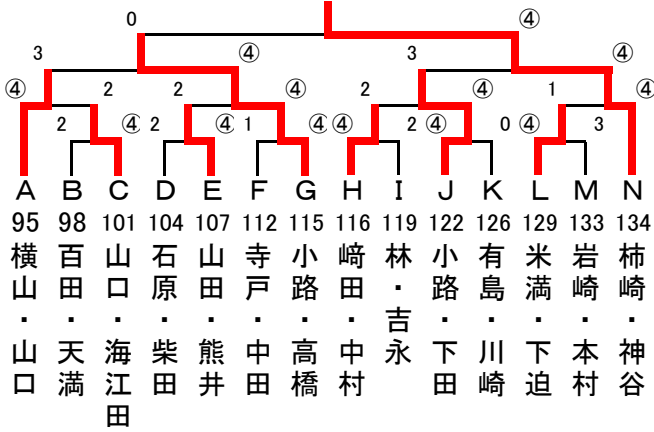 0 ④
3 ④ 3 ④
④ 2 2 ④ 2 ④ 1 ④
2 ④ 2 ④ 1 ④ ④ 2 ④ 0 ④ 3
A B C D E F G H I J K L M N
95 98 101 104 107 112 115 116 119 122 126 129 133 134
横山・山口
百田・天満
山口・海江田
石原・柴田
山田・熊井
寺戸・中田
小路・高橋
﨑田・中村
林・吉永
小路・下田
有島・川崎
米満・下迫
岩崎・本村
柿崎・神谷